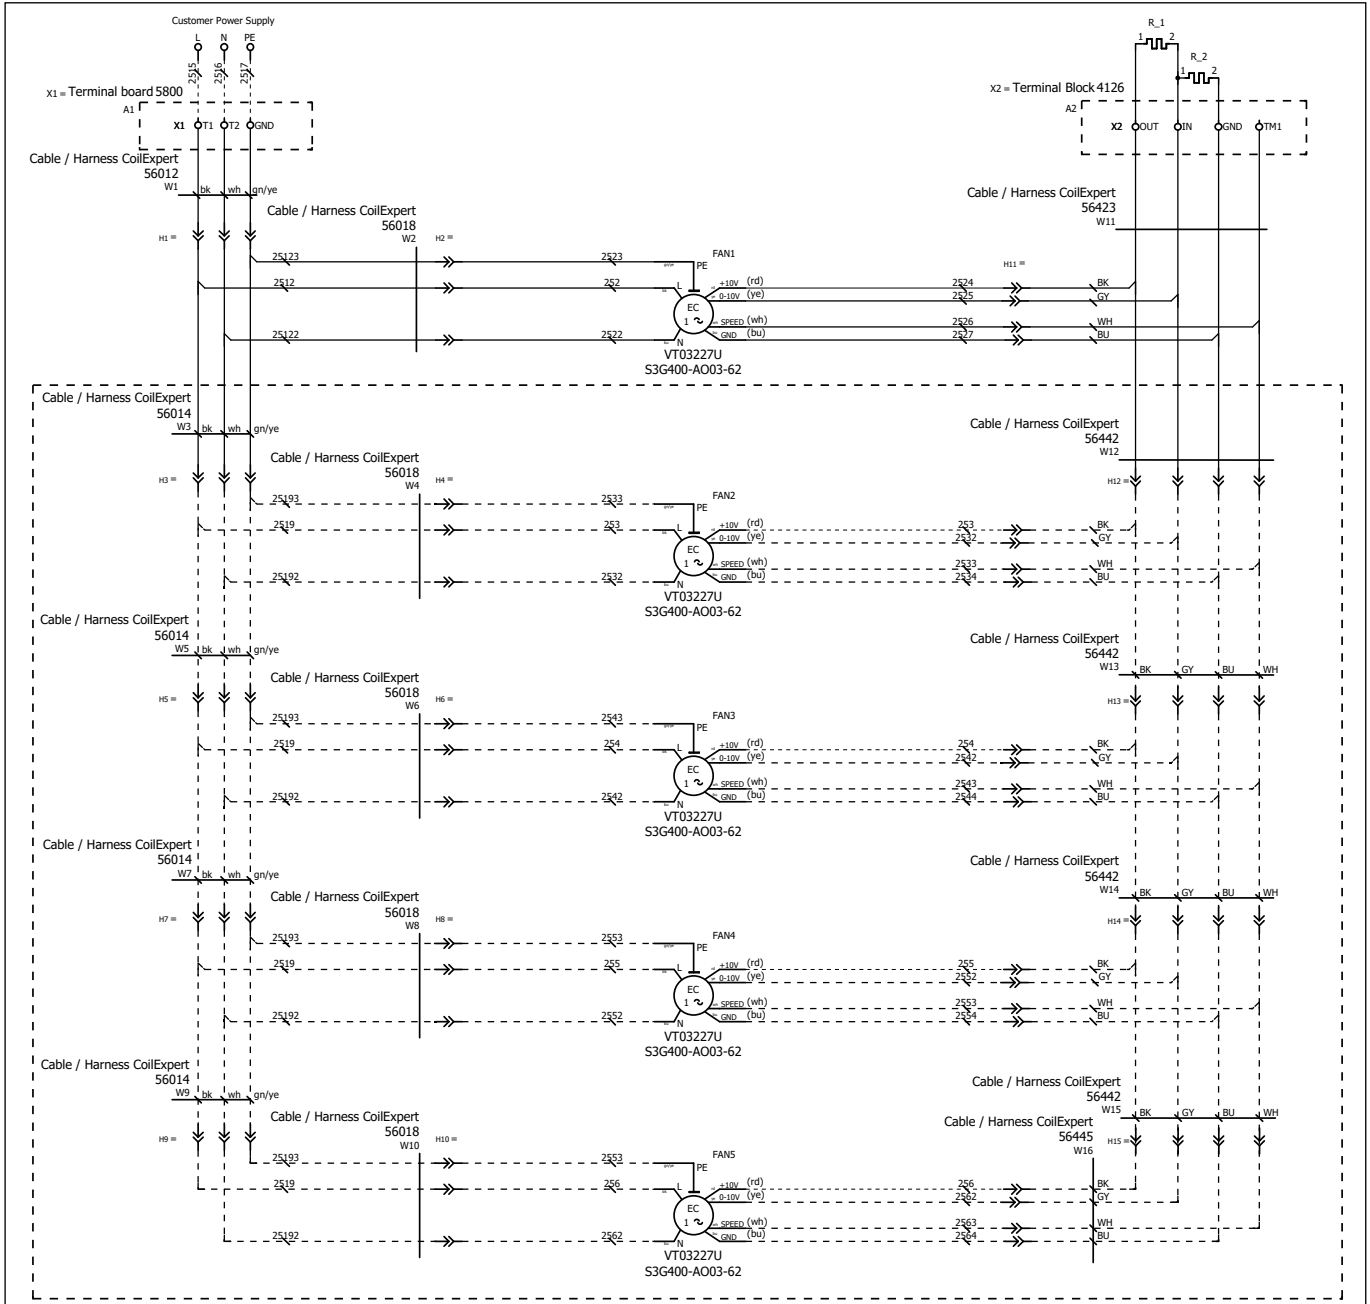 Customer Power Supply
L N PE
2515 2516 2517
X1 = Terminal board 5800
A1
X1 T1 T2 GND
Cable / Harness CoilExpert
56012
W1 bk wh gn/ye
H1 =
Cable / Harness CoilExpert
56018
W2
H2 =
R_1
1 2
R_2
1 2
X2 = Terminal Block 4126
A2
X2 OUT IN GND TM1
Cable / Harness CoilExpert
56423
W11
H11 =
FAN1
25123 2523 PE
2512 252 L +10V (rd) 2524 BK
0-10V (ye) 2525 GY
EC
1 SPEED (wh) 2526 WH
25122 2522 N GND (bu) 2527 BU
VT03227U
S3G400-AO03-62
Cable / Harness CoilExpert
56014
W3 bk wh gn/ye
H3 =
Cable / Harness CoilExpert
56018
W4
H4 =
Cable / Harness CoilExpert
56442
W12
H12 =
FAN2
25193 2533 PE
2519 253 L +10V (rd) 253 BK
0-10V (ye) 2532 GY
EC
1 SPEED (wh) 2533 WH
25192 2532 N GND (bu) 2534 BU
VT03227U
S3G400-AO03-62
Cable / Harness CoilExpert
56014
W5 bk wh gn/ye
H5 =
Cable / Harness CoilExpert
56018
W6
H6 =
Cable / Harness CoilExpert
56442
W13 BK GY BU WH
H13 =
FAN3
25193 2543 PE
2519 254 L +10V (rd) 254 BK
0-10V (ye) 2542 GY
EC
1 SPEED (wh) 2543 WH
25192 2542 N GND (bu) 2544 BU
VT03227U
S3G400-AO03-62
Cable / Harness CoilExpert
56014
W7 bk wh gn/ye
H7 =
Cable / Harness CoilExpert
56018
W8
H8 =
Cable / Harness CoilExpert
56442
W14 BK GY BU WH
H14 =
FAN4
25193 2553 PE
2519 255 L +10V (rd) 255 BK
0-10V (ye) 2552 GY
EC
1 SPEED (wh) 2553 WH
25192 2552 N GND (bu) 2554 BU
VT03227U
S3G400-AO03-62
Cable / Harness CoilExpert
56014
W9 bk wh gn/ye
H9 =
Cable / Harness CoilExpert
56018
W10
H10 =
Cable / Harness CoilExpert
56442
W15 BK GY BU WH
Cable / Harness CoilExpert
56445
W16
H15 =
FAN5
25193 2553 PE
2519 256 L +10V (rd) 256 BK
0-10V (ye) 2562 GY
EC
1 SPEED (wh) 2563 WH
25192 2562 N GND (bu) 2564 BU
VT03227U
S3G400-AO03-62